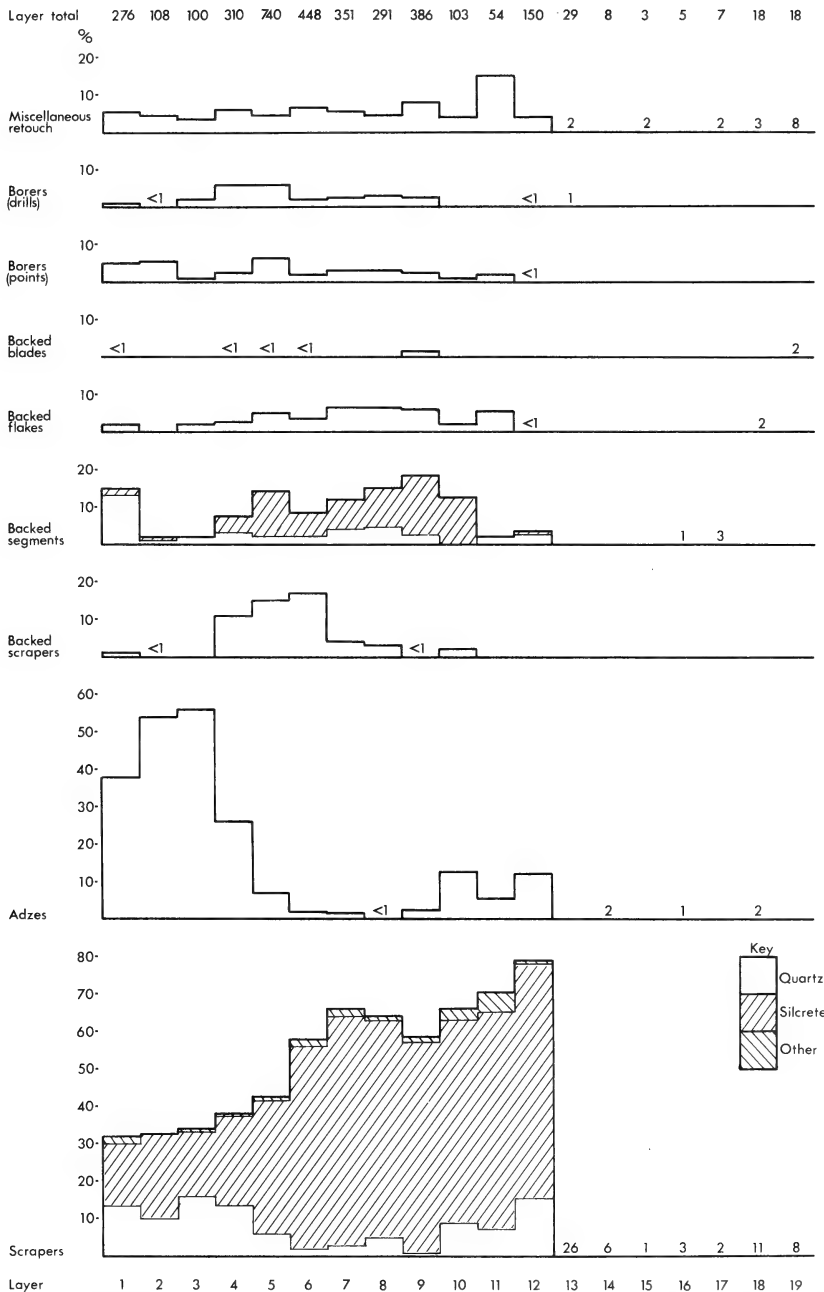 Layer total 276 108 100 310 740 448 351 291 386 103 54 150 29 8 3 5 7 18 18
%
20-
10-
Miscellaneous
retouch
2 2 2 3 8
10-
Borers
(drills)
<1 <1 1
10-
Borers
(points)
<1
10-
Backed
blades
<1 <1 <1 <1 2
10-
Backed
flakes
<1 2
20-
10-
Backed
segments
1 3
20-
10-
Backed
scrapers
<1 <1
60-
50-
40-
30-
20-
10-
Adzes
<1 2 1 2
80-
70-
60-
50-
40-
30-
20-
10-
Scrapers
26 6 1 3 2 11 8
Key
Quartz
Silcrete
Other
Layer 1 2 3 4 5 6 7 8 9 10 11 12 13 14 15 16 17 18 19